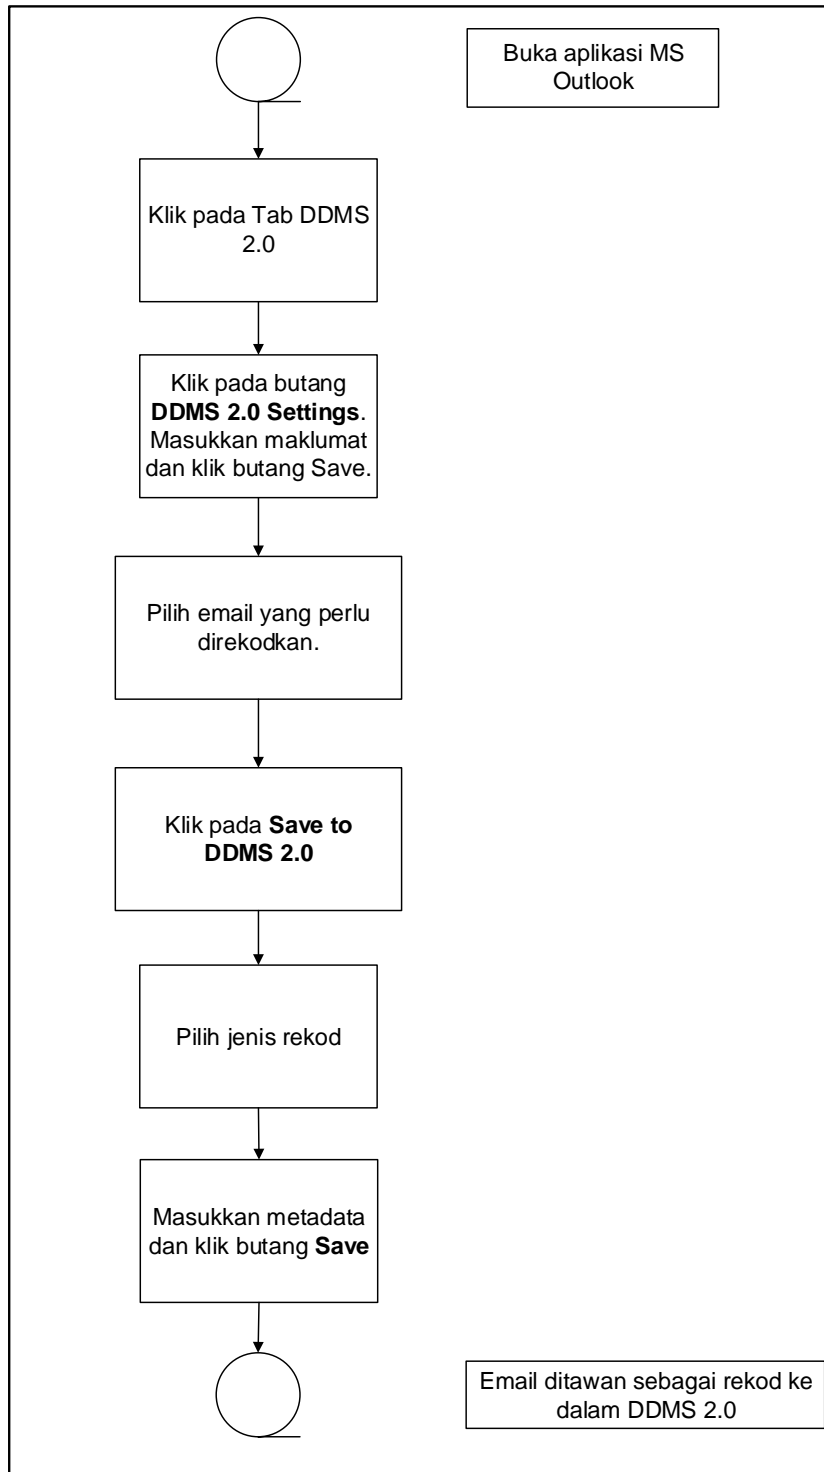 Buka aplikasi MS
Outlook
Klik pada Tab DDMS
2.0
Klik pada butang
DDMS 2.0 Settings.
Masukkan maklumat
dan klik butang Save.
Pilih email yang perlu
direkodkan.
Klik pada Save to
DDMS 2.0
Pilih jenis rekod
Masukkan metadata
dan klik butang Save
Email ditawan sebagai rekod ke
dalam DDMS 2.0